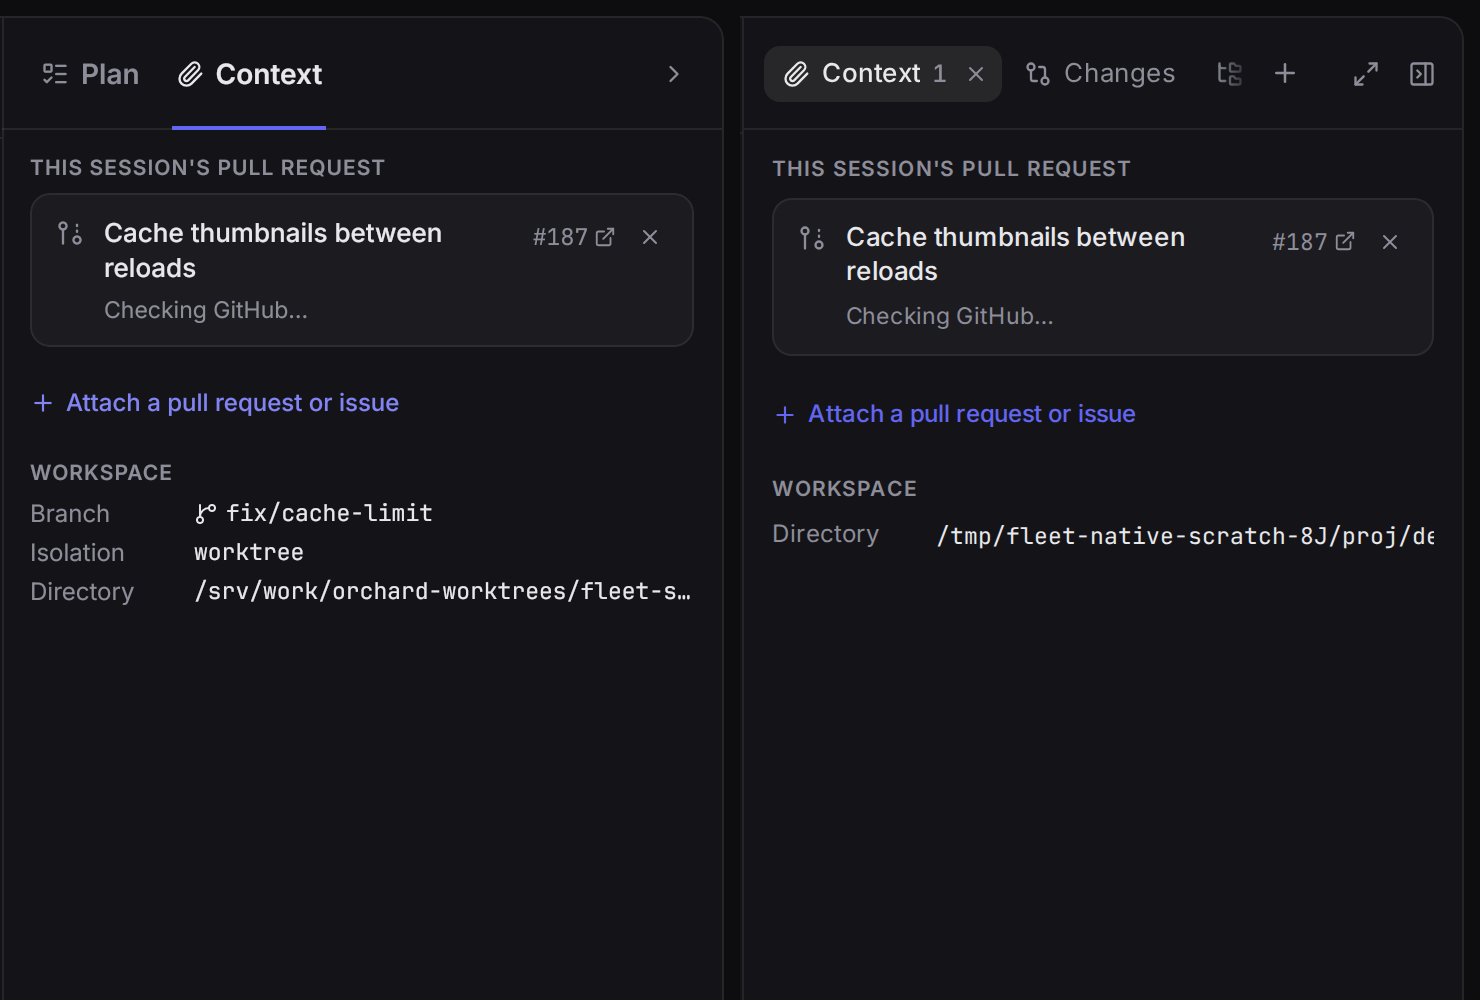 Plan
Context
THIS SESSION'S PULL REQUEST
Cache thumbnails between
reloads
#187
Checking GitHub...
+ Attach a pull request or issue
WORKSPACE
Branch fix/cache-limit
Isolation worktree
Directory /srv/work/orchard-worktrees/fleet-s…
Context 1
Changes
THIS SESSION'S PULL REQUEST
Cache thumbnails between
reloads
#187
Checking GitHub...
+ Attach a pull request or issue
WORKSPACE
Directory /tmp/fleet-native-scratch-8J/proj/de